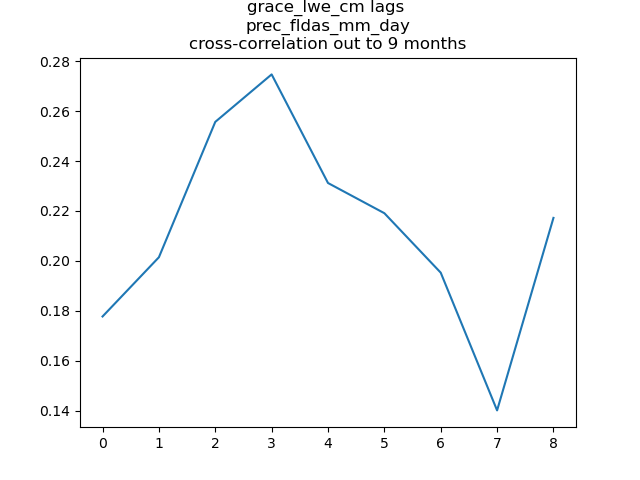 grace_lwe_cm lags
prec_fldas_mm_day
cross-correlation out to 9 months
0.28
0.26
0.24
0.22
0.20
0.18
0.16
0.14
0 1 2 3 4 5 6 7 8